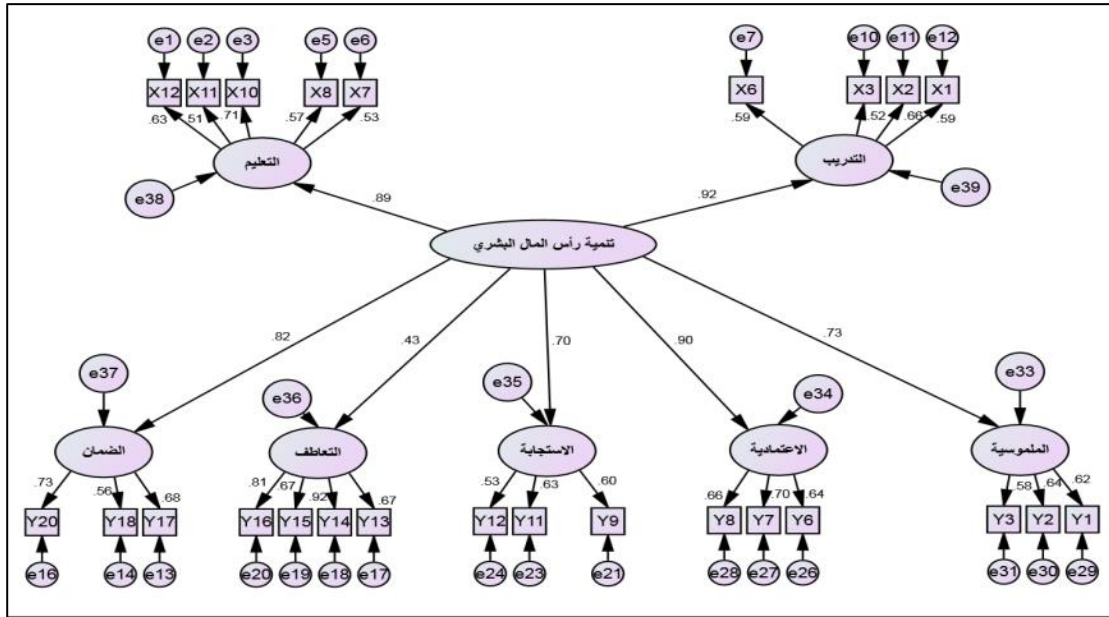 e1 e2 e3 e5 e6 e7 e10 e11 e12
X12 X11 X10 X8 X7 X6 X3 X2 X1
.63 .51 .71 .57 .53 .59 .52 .66 .59
التعليم التدريب
e38 e39
.89 .92
تنمية رأس المال البشري
.82 .43 .70 .90 .73
e37 e36 e35 e34 e33
الضمان التعاطف الاستجابة الاعتمادية الملموسية
.73 .56 .68 .81 .67 .92 .67 .53 .63 .60 .66 .70 .64 .58 .64 .62
Y20 Y18 Y17 Y16 Y15 Y14 Y13 Y12 Y11 Y9 Y8 Y7 Y6 Y3 Y2 Y1
e16 e14 e13 e20 e19 e18 e17 e24 e23 e21 e28 e27 e26 e31 e30 e29